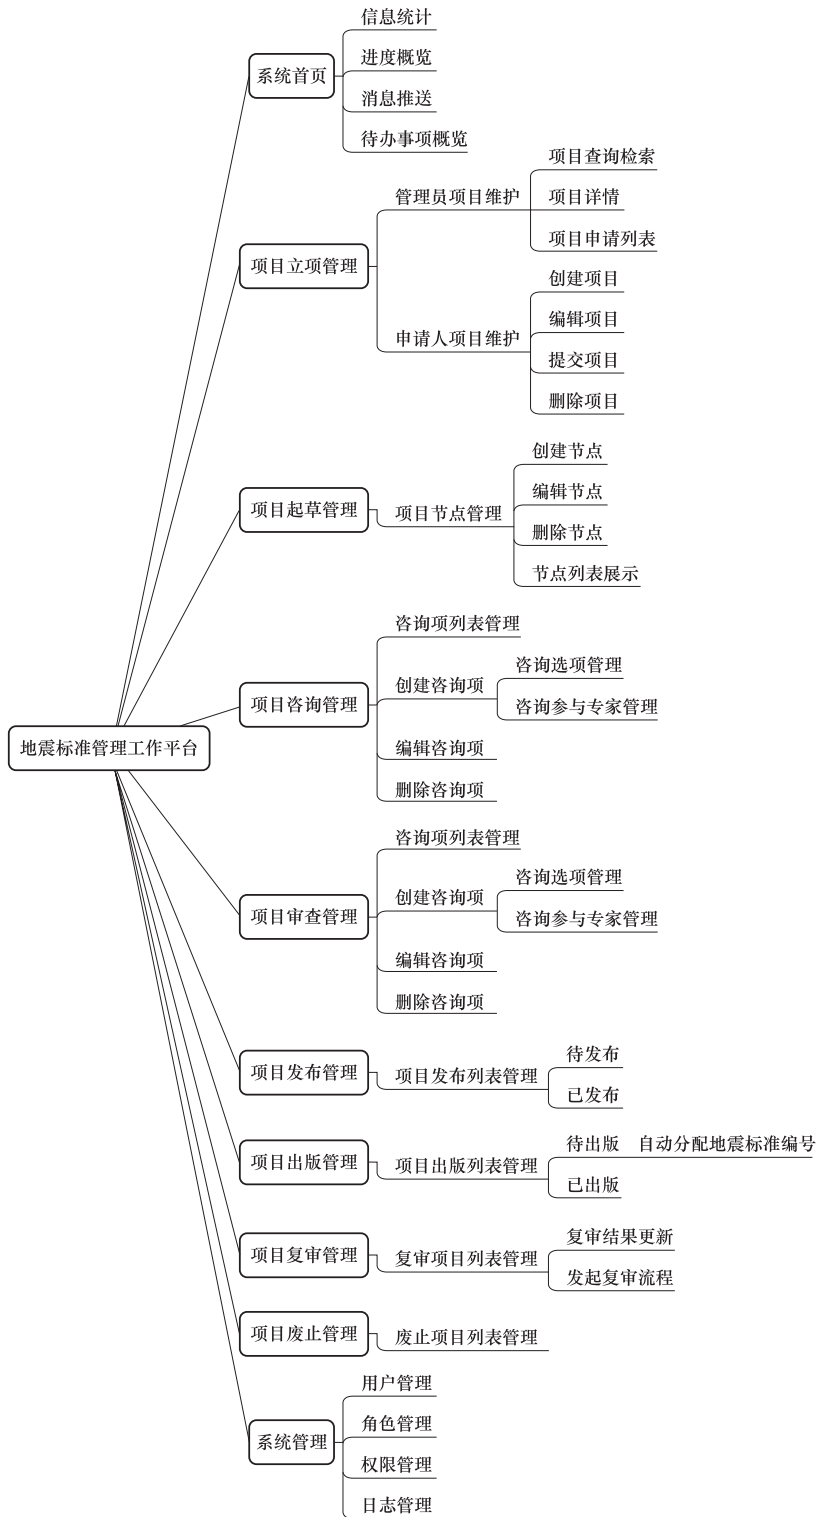 地震标准管理工作平台
系统首页
信息统计
进度概览
消息推送
待办事项概览
项目立项管理
管理员项目维护
项目查询检索
项目详情
项目申请列表
申请人项目维护
创建项目
编辑项目
提交项目
删除项目
项目起草管理
项目节点管理
创建节点
编辑节点
删除节点
节点列表展示
项目咨询管理
咨询项列表管理
创建咨询项
咨询选项管理
咨询参与专家管理
编辑咨询项
删除咨询项
项目审查管理
咨询项列表管理
创建咨询项
咨询选项管理
咨询参与专家管理
编辑咨询项
删除咨询项
项目发布管理
项目发布列表管理
待发布
已发布
项目出版管理
项目出版列表管理
待出版
自动分配地震标准编号
已出版
项目复审管理
复审项目列表管理
复审结果更新
发起复审流程
项目废止管理
废止项目列表管理
系统管理
用户管理
角色管理
权限管理
日志管理